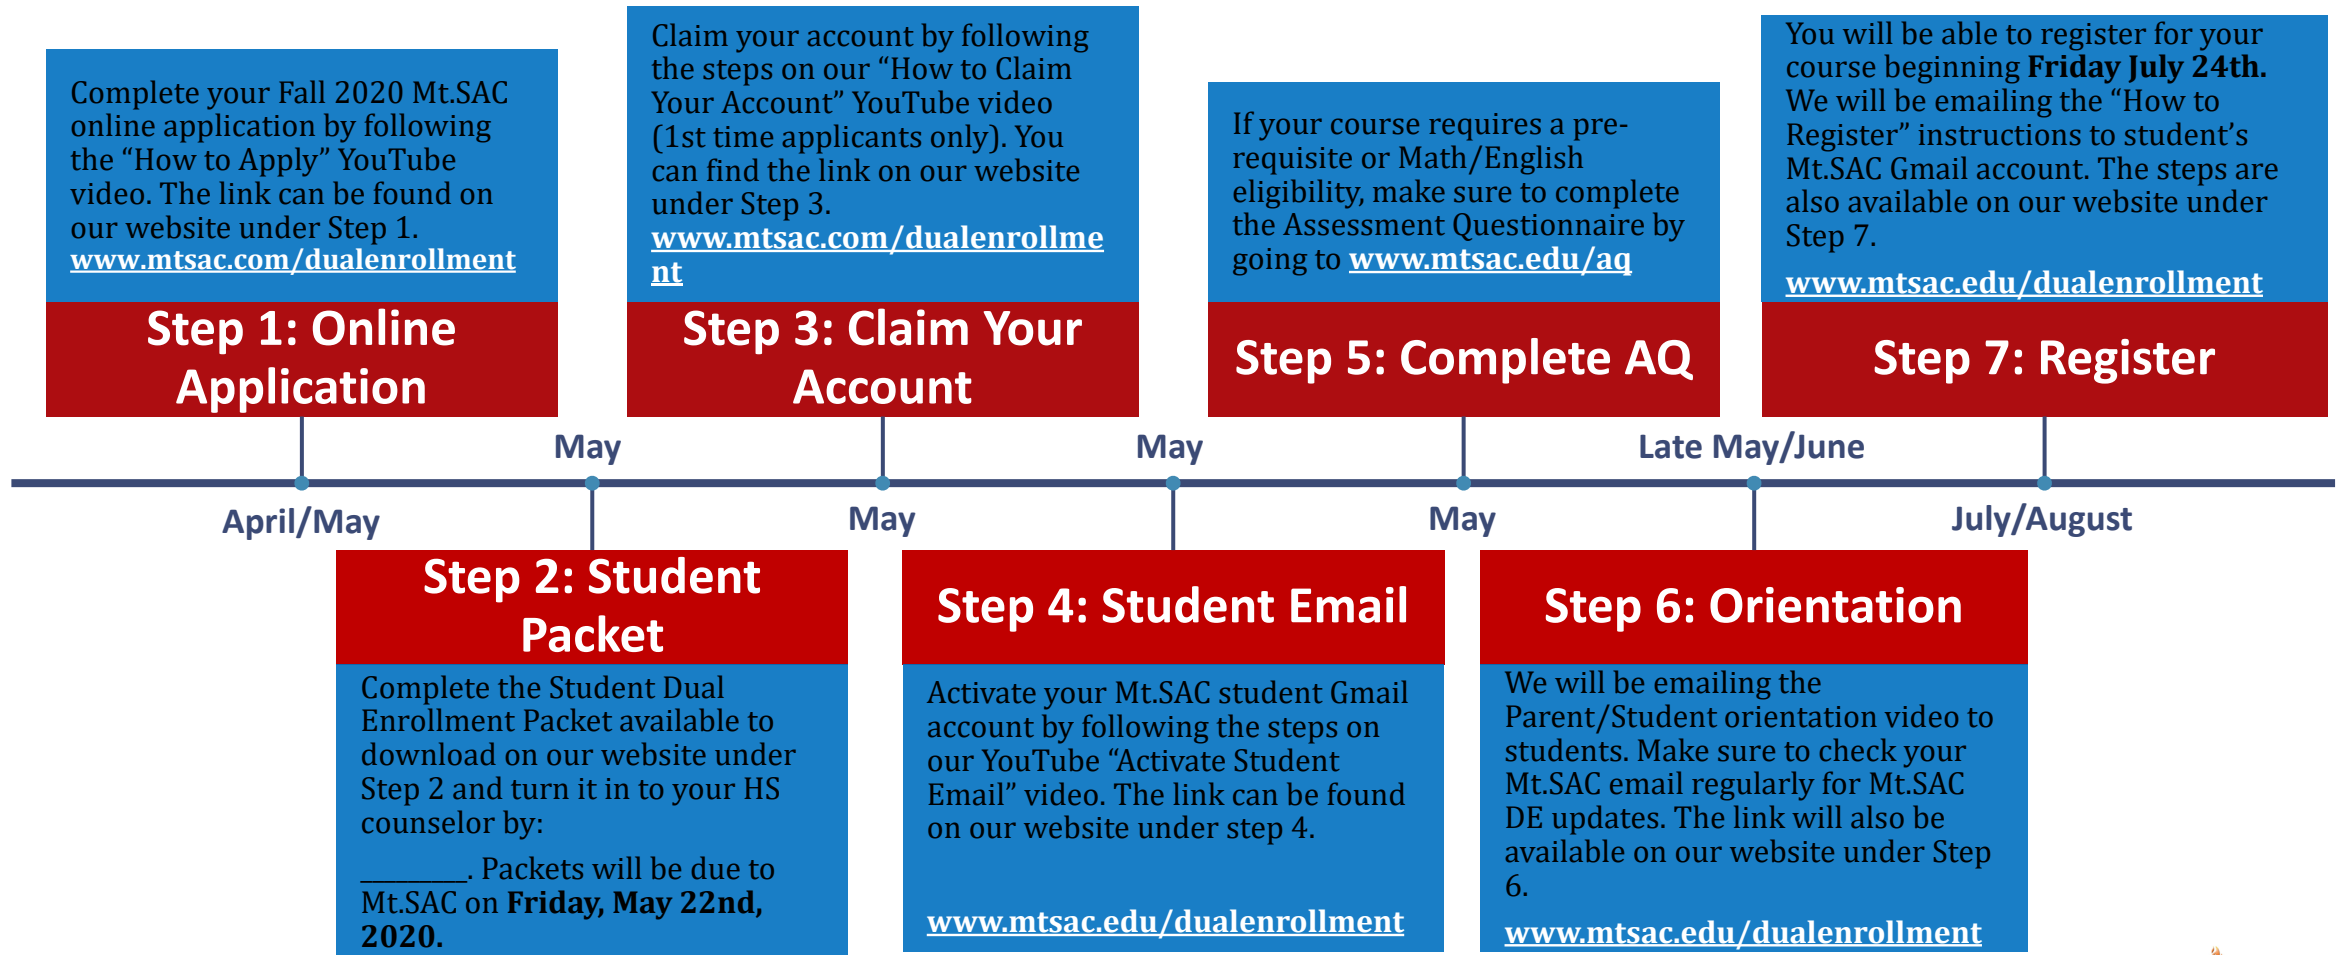 Complete your Fall 2020 Mt.SAC
online application by following
the “How to Apply” YouTube
video. The link can be found on
our website under Step 1.
www.mtsac.com/dualenrollment
Step 1: Online
Application
April/May
May
Step 2: Student
Packet
Complete the Student Dual
Enrollment Packet available to
download on our website under
Step 2 and turn it in to your HS
counselor by:
________. Packets will be due to
Mt.SAC on Friday, May 22nd,
2020.
Claim your account by following
the steps on our “How to Claim
Your Account” YouTube video
(1st time applicants only). You
can find the link on our website
under Step 3.
www.mtsac.com/dualenrollme
nt
Step 3: Claim Your
Account
May
May
Step 4: Student Email
Activate your Mt.SAC student Gmail
account by following the steps on
our YouTube “Activate Student
Email” video. The link can be found
on our website under step 4.
www.mtsac.edu/dualenrollment
If your course requires a pre-
requisite or Math/English
eligibility, make sure to complete
the Assessment Questionnaire by
going to www.mtsac.edu/aq
Step 5: Complete AQ
May
Late May/June
Step 6: Orientation
We will be emailing the
Parent/Student orientation video to
students. Make sure to check your
Mt.SAC email regularly for Mt.SAC
DE updates. The link will also be
available on our website under Step
6.
www.mtsac.edu/dualenrollment
You will be able to register for your
course beginning Friday July 24th.
We will be emailing the “How to
Register” instructions to student’s
Mt.SAC Gmail account. The steps are
also available on our website under
Step 7.
www.mtsac.edu/dualenrollment
Step 7: Register
July/August